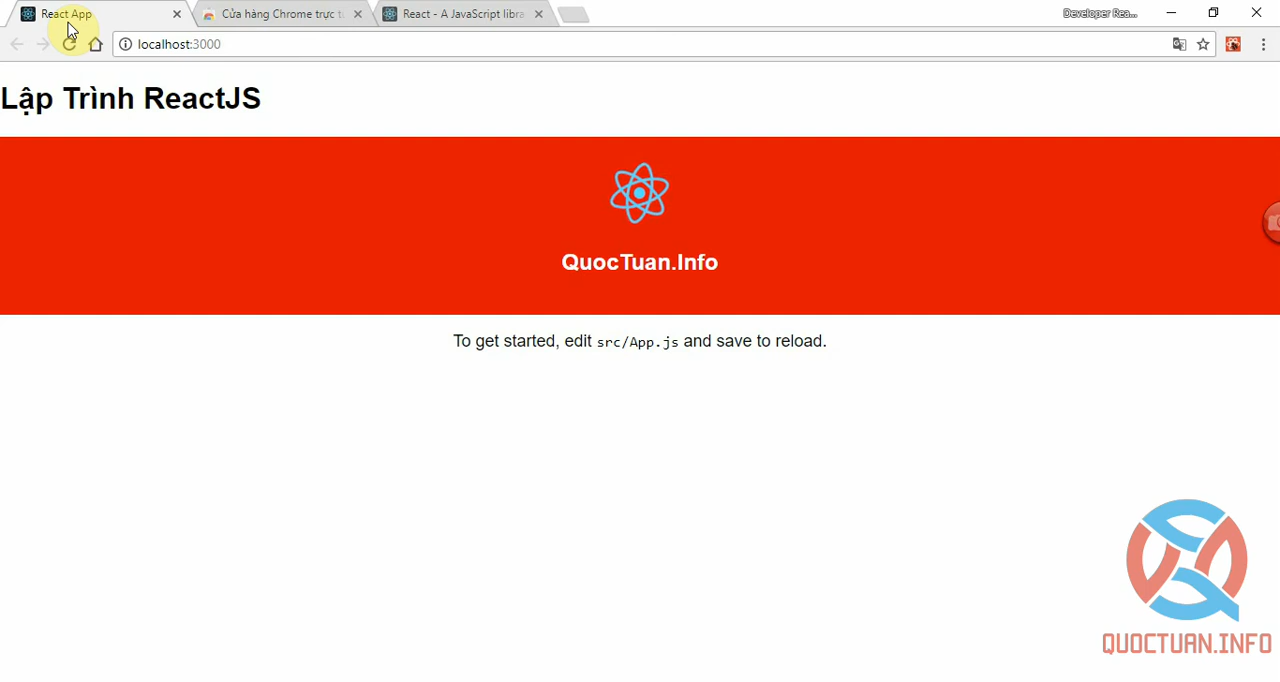 React App
Cửa hàng Chrome trực t
React - A JavaScript libra
Developer Rea...
localhost:3000
Lập Trình ReactJS
QuocTuan.Info
To get started, edit src/App.js and save to reload.
QUOCTUAN.INFO